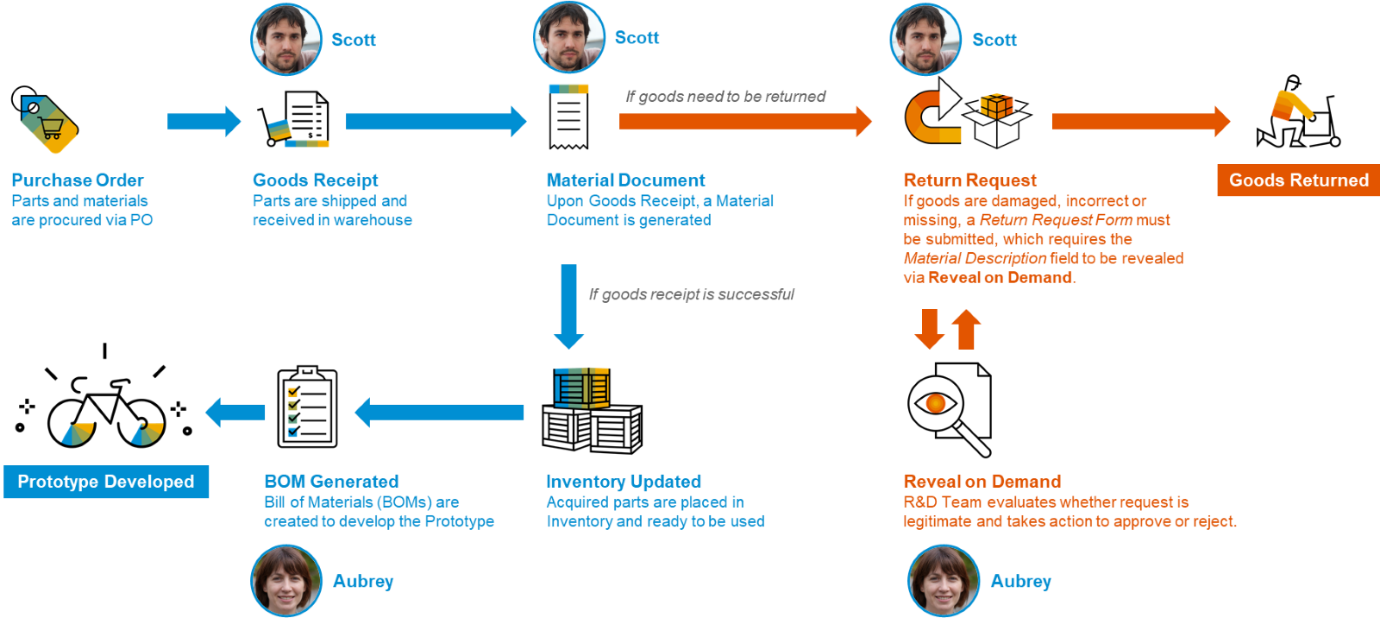 Scott
Scott
Scott
If goods need to be returned
Purchase Order
Parts and materials
are procured via PO
Goods Receipt
Parts are shipped and
received in warehouse
Material Document
Upon Goods Receipt, a Material
Document is generated
Return Request
If goods are damaged, incorrect or
missing, a Return Request Form must
be submitted, which requires the
Material Description field to be revealed
via Reveal on Demand.
Goods Returned
If goods receipt is successful
Prototype Developed
BOM Generated
Bill of Materials (BOMs) are
created to develop the Prototype
Inventory Updated
Acquired parts are placed in
Inventory and ready to be used
Reveal on Demand
R&D Team evaluates whether request is
legitimate and takes action to approve or reject.
Aubrey
Aubrey